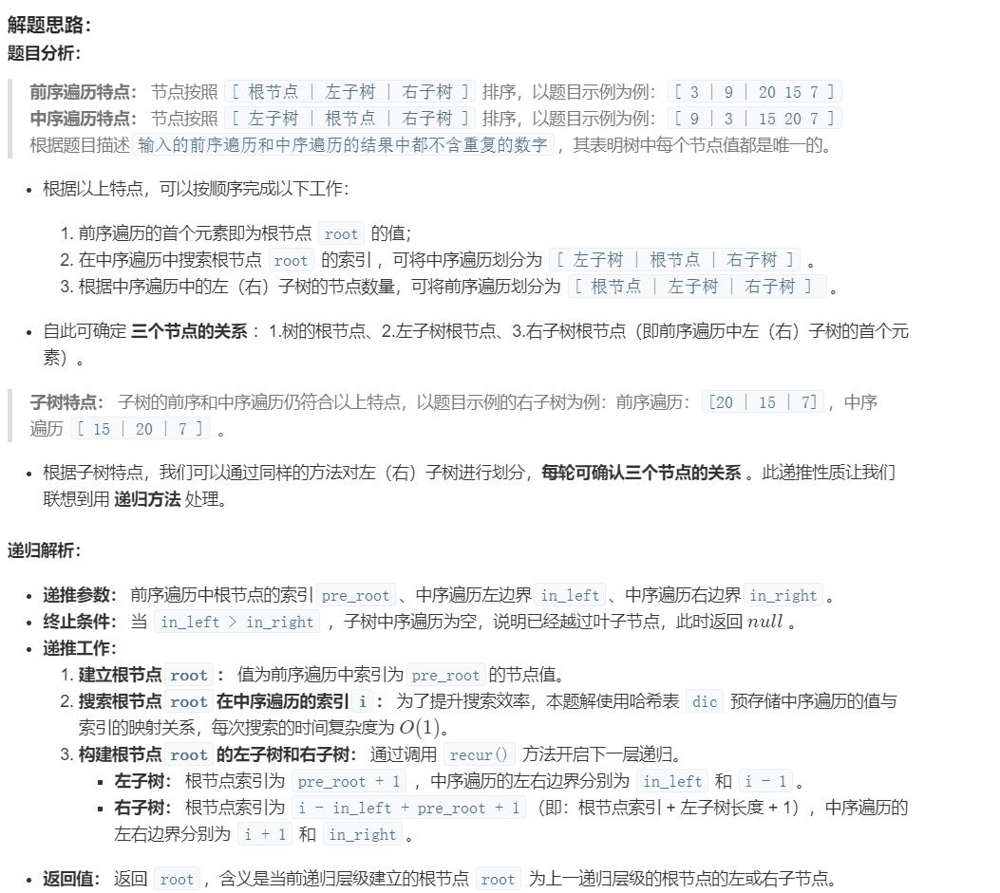 解题思路：
题目分析：
前序遍历特点： 节点按照 [ 根节点 | 左子树 | 右子树 ] 排序，以题目示例为例： [ 3 | 9 | 20 15 7 ]
中序遍历特点： 节点按照 [ 左子树 | 根节点 | 右子树 ] 排序，以题目示例为例： [ 9 | 3 | 15 20 7 ]
根据题目描述 输入的前序遍历和中序遍历的结果中都不含重复的数字 ，其表明树中每个节点值都是唯一的。
• 根据以上特点，可以按顺序完成以下工作：
1. 前序遍历的首个元素即为根节点 root 的值；
2. 在中序遍历中搜索根节点 root 的索引 ，可将中序遍历划分为 [ 左子树 | 根节点 | 右子树 ] 。
3. 根据中序遍历中的左（右）子树的节点数量，可将前序遍历划分为 [ 根节点 | 左子树 | 右子树 ] 。
• 自此可确定 三个节点的关系 ：1.树的根节点、2.左子树根节点、3.右子树根节点（即前序遍历中左（右）子树的首个元
素）。
子树特点： 子树的前序和中序遍历仍符合以上特点，以题目示例的右子树为例：前序遍历： [20 | 15 | 7] ，中序
遍历 [ 15 | 20 | 7 ] 。
• 根据子树特点，我们可以通过同样的方法对左（右）子树进行划分，每轮可确认三个节点的关系 。此递推性质让我们
联想到用 递归方法 处理。
递归解析：
• 递推参数： 前序遍历中根节点的索引 pre_root 、中序遍历左边界 in_left 、中序遍历右边界 in_right 。
• 终止条件： 当 in_left > in_right ，子树中序遍历为空，说明已经越过叶子节点，此时返回 null 。
• 递推工作：
1. 建立根节点 root ： 值为前序遍历中索引为 pre_root 的节点值。
2. 搜索根节点 root 在中序遍历的索引 i ： 为了提升搜索效率，本题解使用哈希表 dic 预存储中序遍历的值与
索引的映射关系，每次搜索的时间复杂度为 O(1)。
3. 构建根节点 root 的左子树和右子树： 通过调用 recur() 方法开启下一层递归。
▪ 左子树： 根节点索引为 pre_root + 1 ，中序遍历的左右边界分别为 in_left 和 i - 1 。
▪ 右子树： 根节点索引为 i - in_left + pre_root + 1 （即：根节点索引 + 左子树长度 + 1），中序遍历的
左右边界分别为 i + 1 和 in_right 。
• 返回值： 返回 root ，含义是当前递归层级建立的根节点 root 为上一递归层级的根节点的左或右子节点。